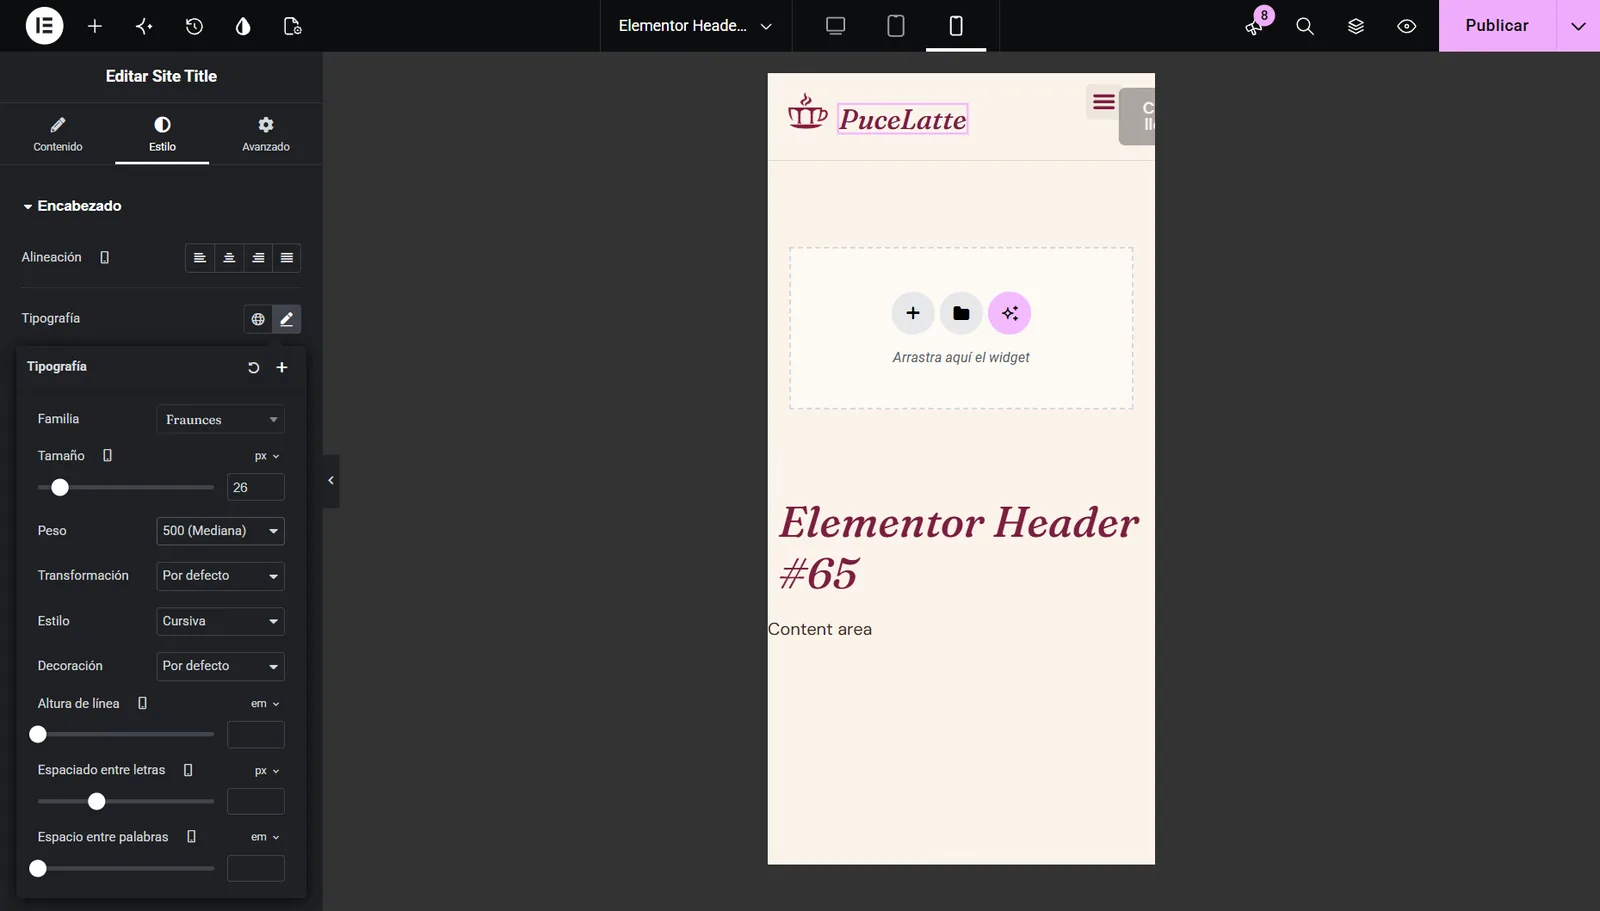 Elementor Heade...
8
Publicar
Editar Site Title
Contenido
Estilo
Avanzado
Encabezado
Alineación
Tipografía
Tipografía
Familia
Fraunces
Tamaño
px
26
Peso
500 (Mediana)
Transformación
Por defecto
Estilo
Cursiva
Decoración
Por defecto
Altura de línea
em
Espaciado entre letras
px
Espacio entre palabras
em
PuceLatte
Arrastra aquí el widget
Elementor Header
#65
Content area